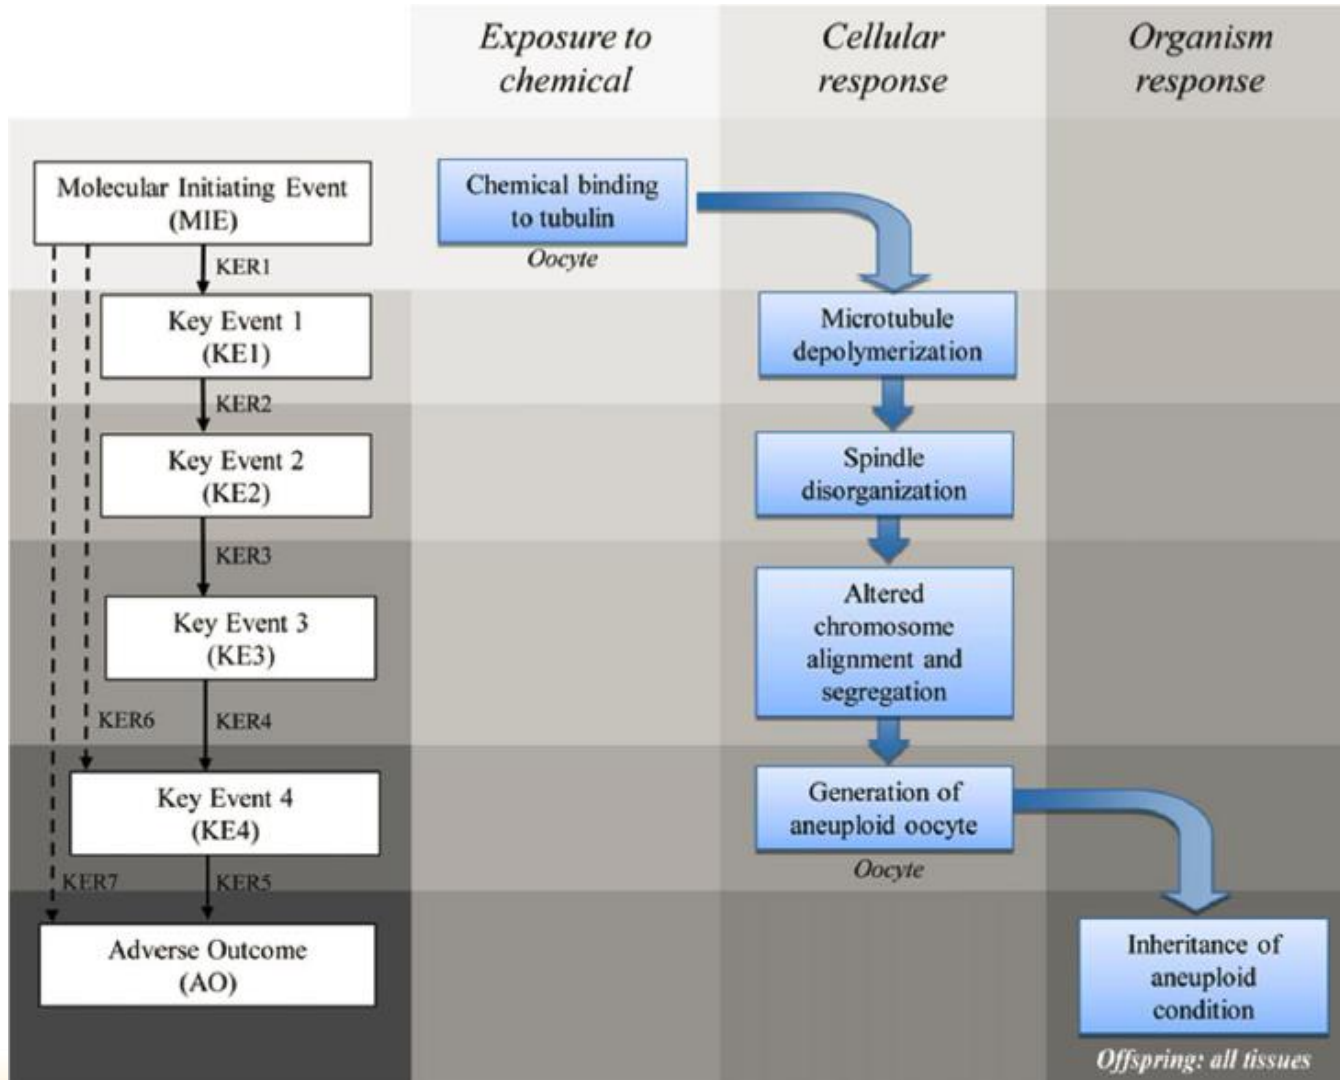 Exposure to
chemical
Cellular
response
Organism
response
Molecular Initiating Event
(MIE)
KER1
Key Event 1
(KE1)
KER2
Key Event 2
(KE2)
KER3
Key Event 3
(KE3)
KER6
KER4
Key Event 4
(KE4)
KER7
KER5
Adverse Outcome
(AO)
Chemical binding
to tubulin
Oocyte
Microtubule
depolymerization
Spindle
disorganization
Altered
chromosome
alignment and
segregation
Generation of
aneuploid oocyte
Oocyte
Inheritance of
aneuploid
condition
Offspring: all tissues